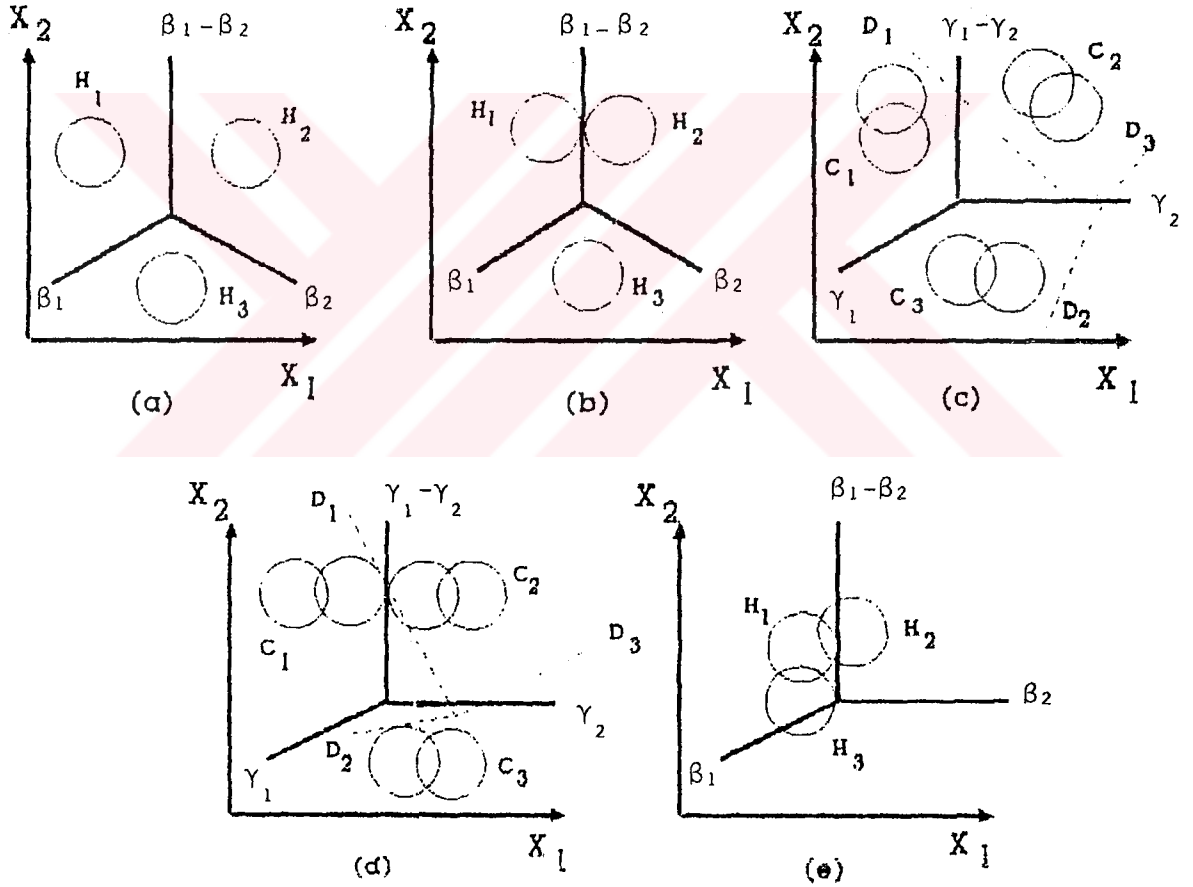 X₂
β₁-β₂
H₁
H₂
β₁
H₃
β₂
X₁
(a)
X₂
β₁-β₂
H₁
H₂
β₁
H₃
β₂
X₁
(b)
X₂
D₁
γ₁-γ₂
C₂
D₃
C₁
γ₂
γ₁
C₃
D₂
X₁
(c)
X₂
D₁
γ₁-γ₂
C₂
C₁
D₃
γ₂
D₂
C₃
γ₁
X₁
(d)
X₂
β₁-β₂
H₁
H₂
β₂
H₃
β₁
X₁
(e)